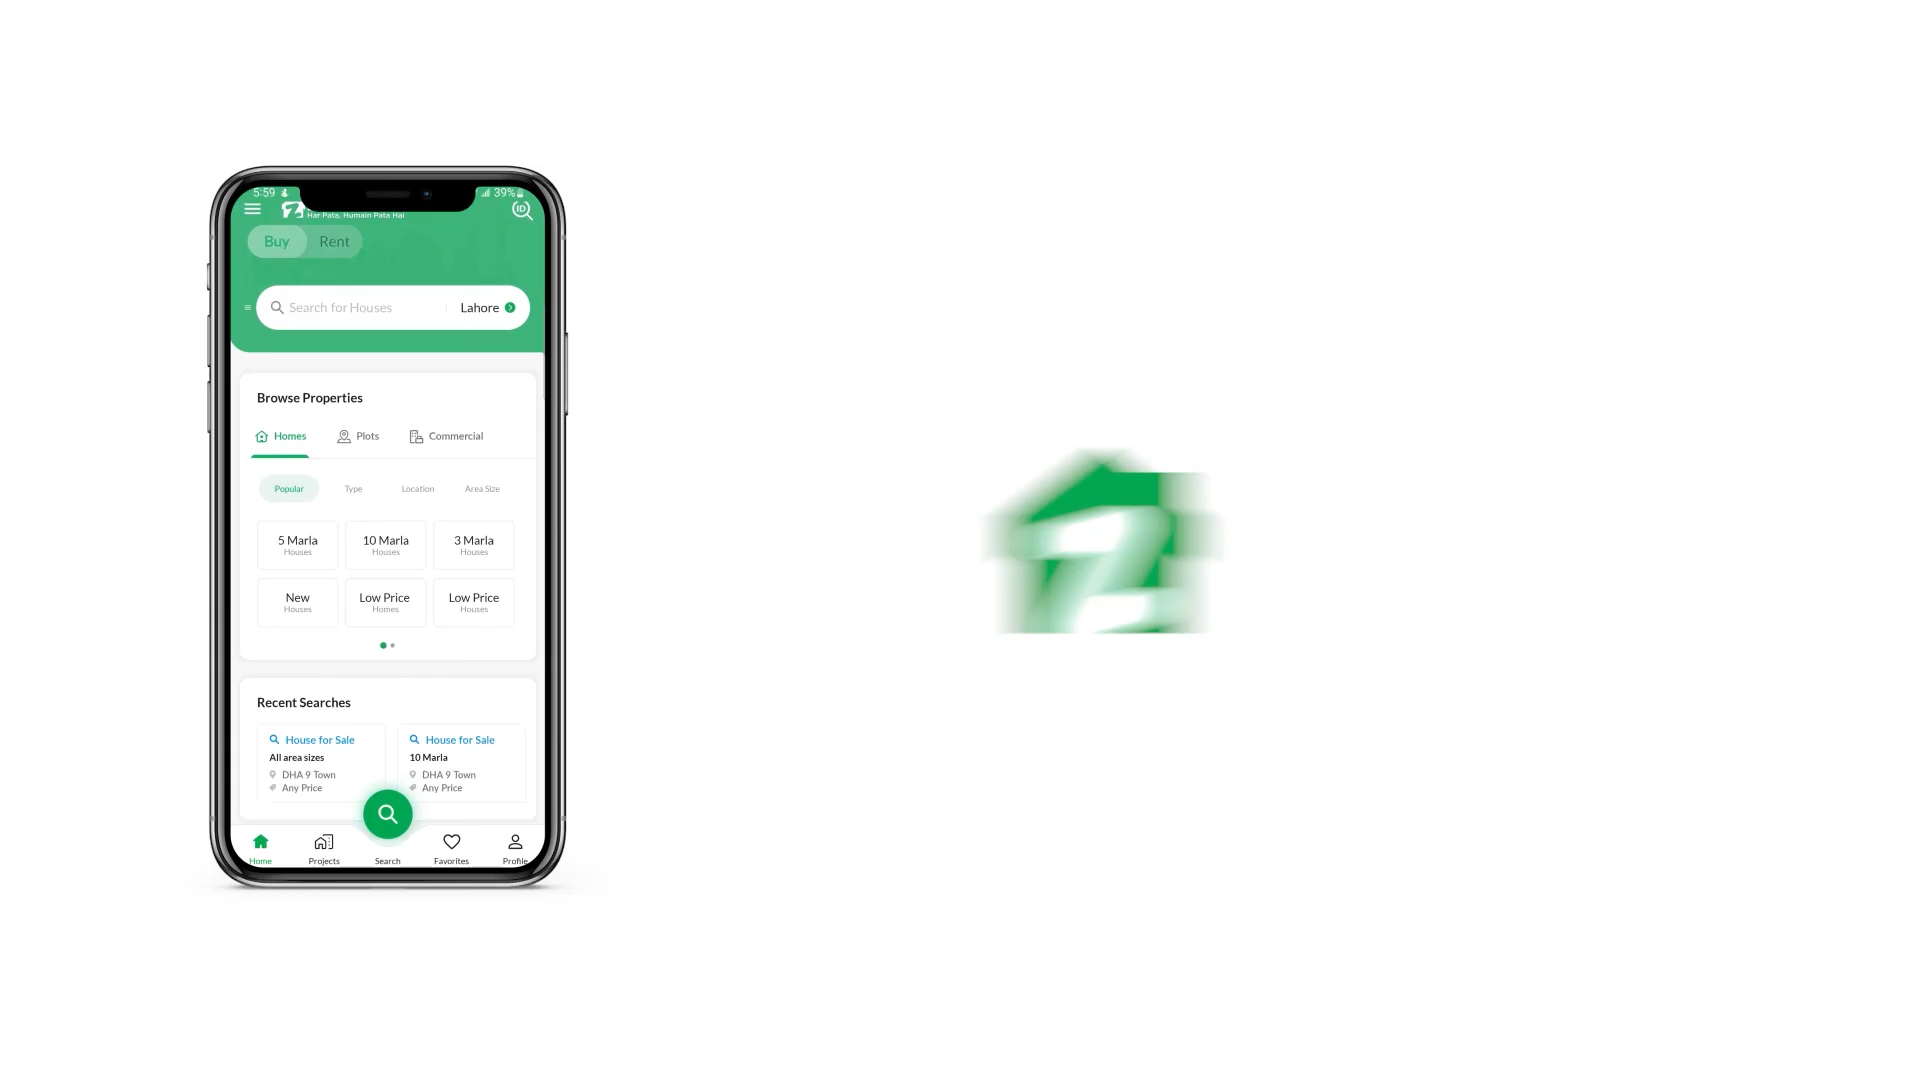 5:59
39%
Har Pata, Humain Pata Hai
ID
Buy Rent
Search for Houses Lahore
Browse Properties
Homes Plots Commercial
Popular Type Location Area Size
5 Marla 10 Marla 3 Marla
Houses Houses Houses
New Low Price Low Price
Houses Homes Houses
Recent Searches
House for Sale House for Sale
All area sizes 10 Marla
DHA 9 Town DHA 9 Town
Any Price Any Price
Home Projects Search Favorites Profile